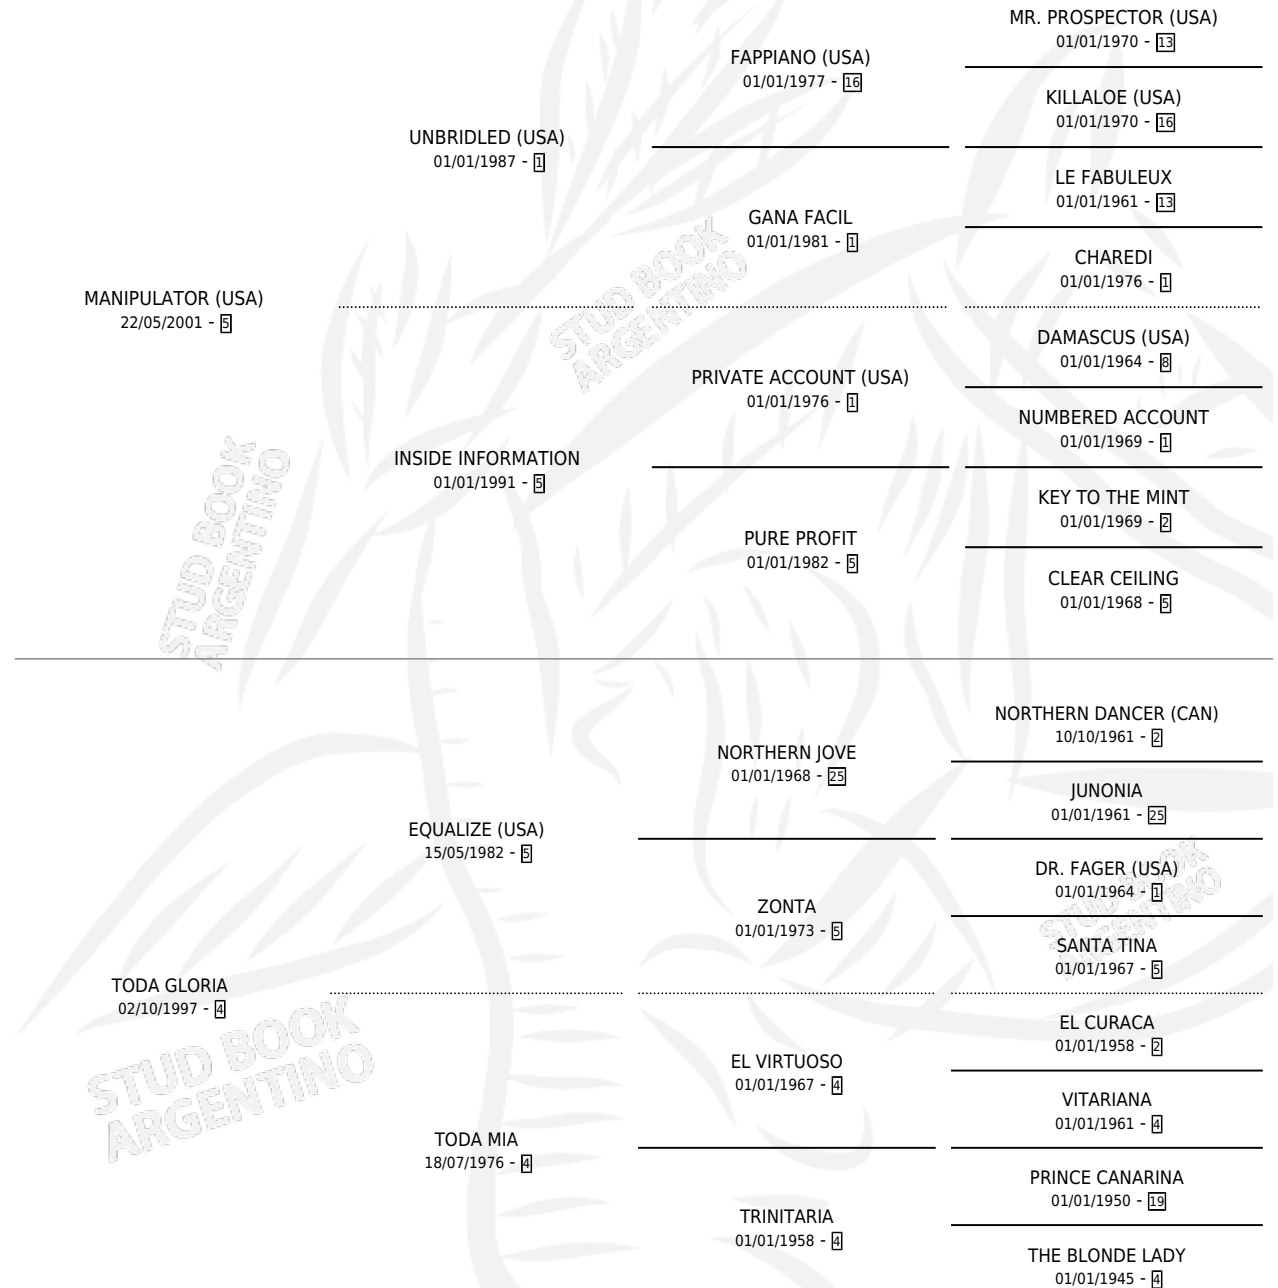 MR. PROSPECTOR (USA)
01/01/1970 - 13
FAPPIANO (USA)
01/01/1977 - 16
KILLALOE (USA)
01/01/1970 - 16
UNBRIDLED (USA)
01/01/1987 - 1
LE FABULEUX
01/01/1961 - 13
GANA FACIL
01/01/1981 - 1
CHAREDI
01/01/1976 - 1
MANIPULATOR (USA)
22/05/2001 - 5
DAMASCUS (USA)
01/01/1964 - 8
PRIVATE ACCOUNT (USA)
01/01/1976 - 1
NUMBERED ACCOUNT
01/01/1969 - 1
INSIDE INFORMATION
01/01/1991 - 5
KEY TO THE MINT
01/01/1969 - 2
PURE PROFIT
01/01/1982 - 5
CLEAR CEILING
01/01/1968 - 5
NORTHERN DANCER (CAN)
10/10/1961 - 2
NORTHERN JOVE
01/01/1968 - 25
JUNONIA
01/01/1961 - 25
EQUALIZE (USA)
15/05/1982 - 5
DR. FAGER (USA)
01/01/1964 - 1
ZONTA
01/01/1973 - 5
SANTA TINA
01/01/1967 - 5
TODA GLORIA
02/10/1997 - 4
EL CURACA
01/01/1958 - 2
EL VIRTUOSO
01/01/1967 - 4
VITARIANA
01/01/1961 - 4
TODA MIA
18/07/1976 - 4
PRINCE CANARINA
01/01/1950 - 19
TRINITARIA
01/01/1958 - 4
THE BLONDE LADY
01/01/1945 - 4
STUD BOOK
ARGENTINO
STUD BOOK
ARGENTINO
STUD BOOK
ARGENTINO
STUD BOOK
ARGENTINO